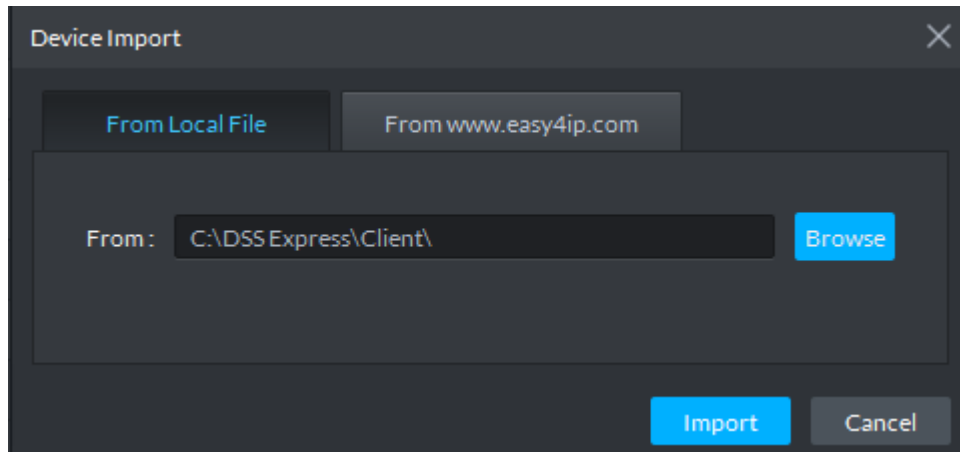 Device Import
From Local File From www.easy4ip.com
From : C:\DSS Express\Client\ Browse
Import Cancel